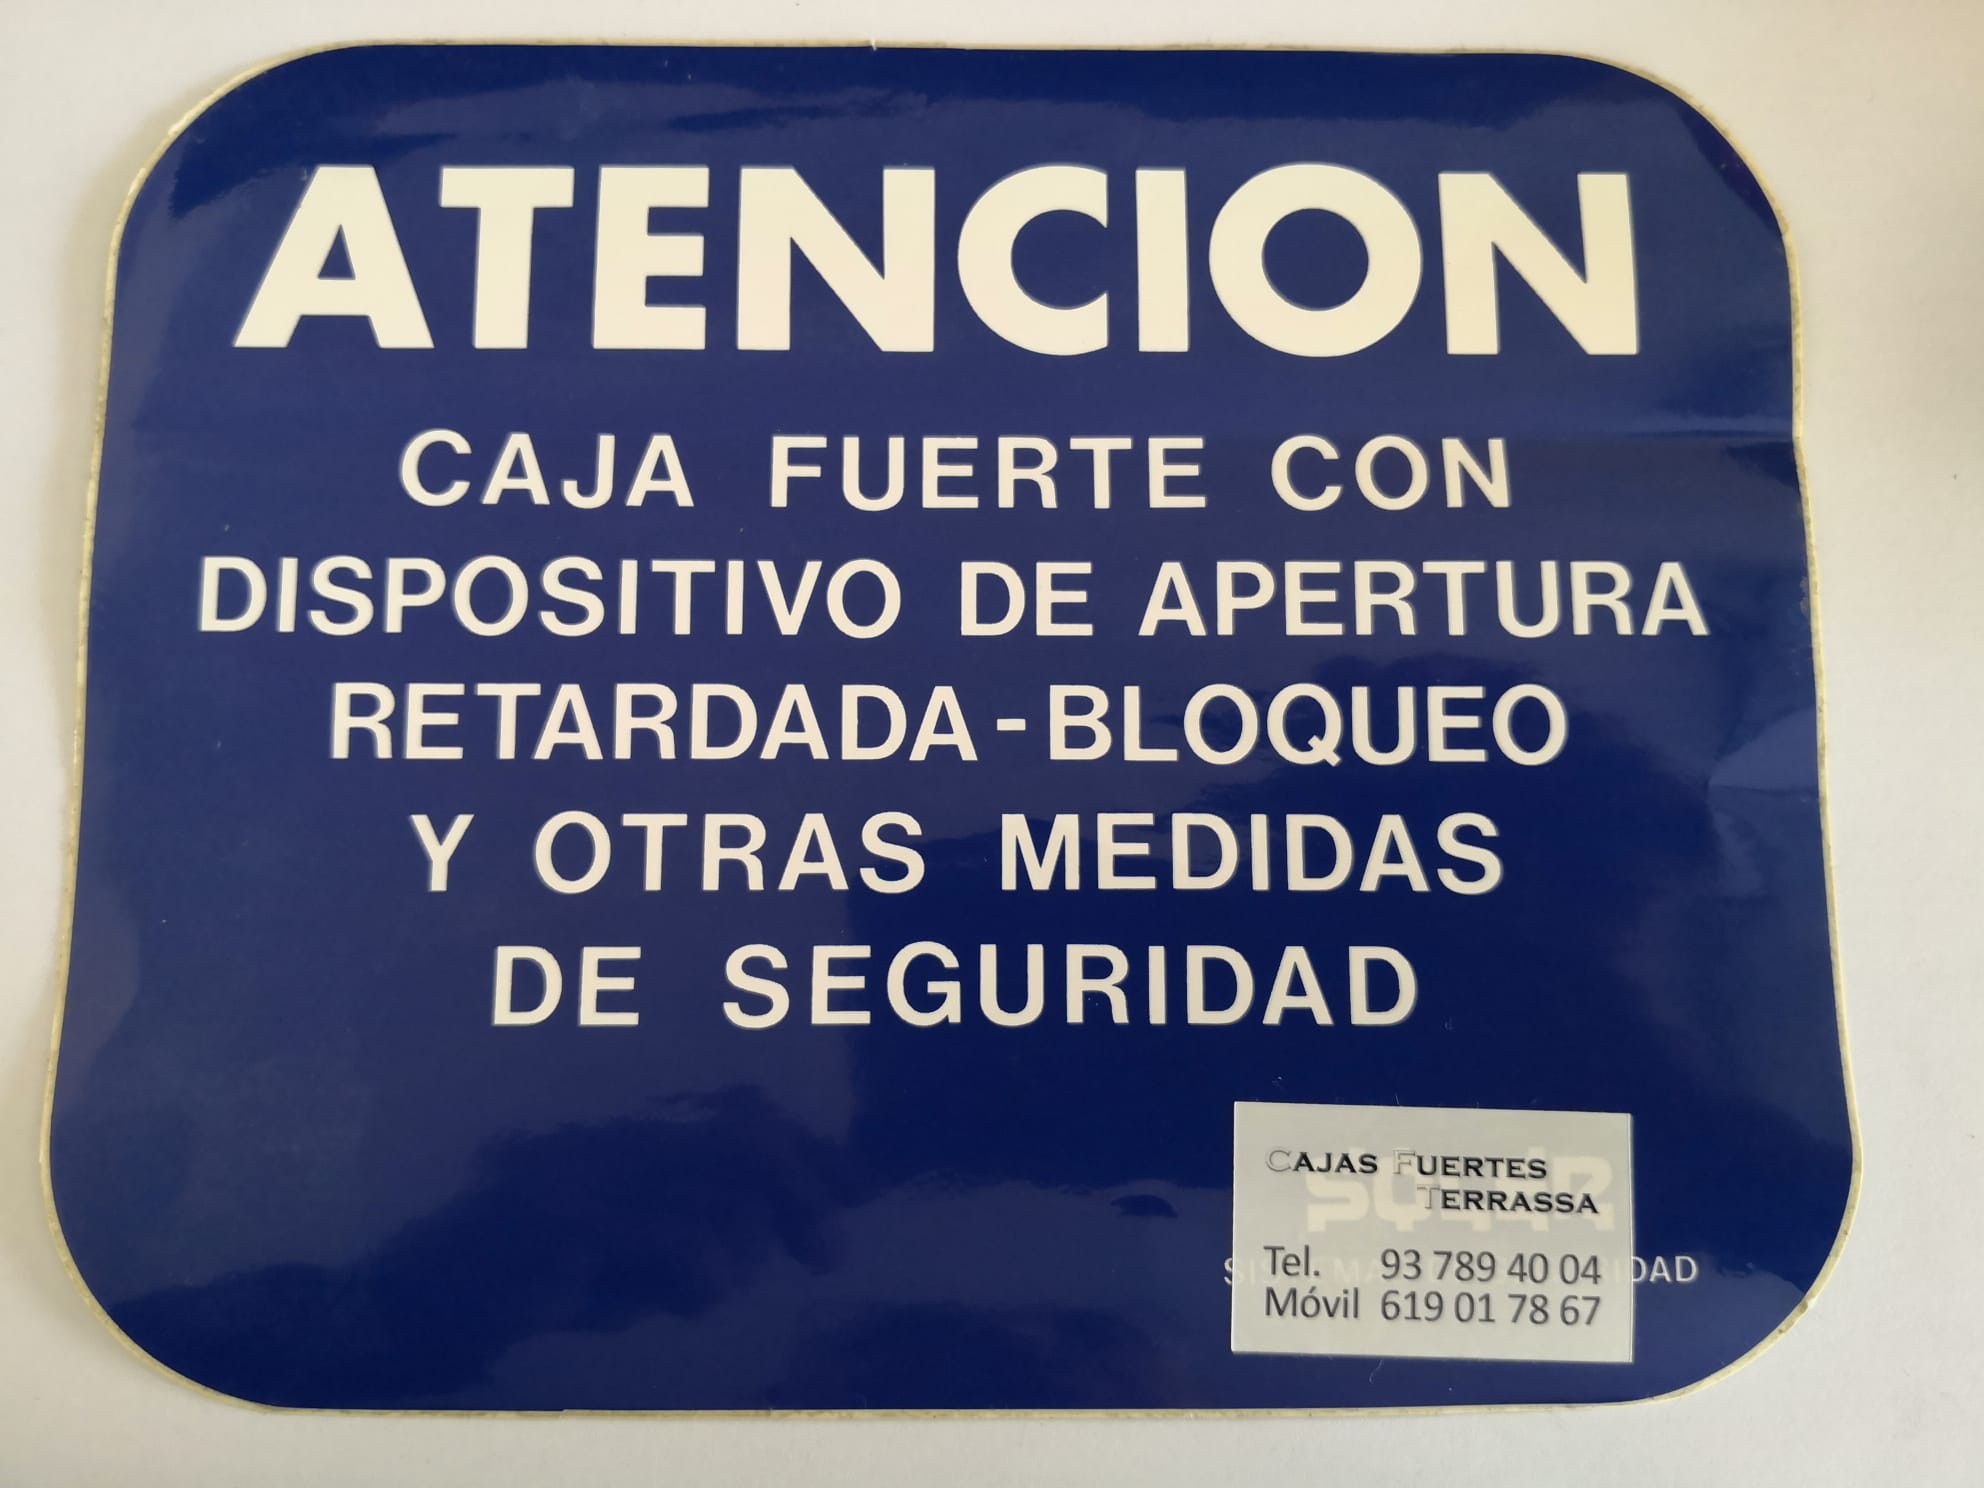 ATENCION
CAJA FUERTE CON
DISPOSITIVO DE APERTURA
RETARDADA-BLOQUEO
Y OTRAS MEDIDAS
DE SEGURIDAD
CAJAS FUERTES
TERRASSA
Tel. 93 789 40 04
Móvil 619 01 78 67